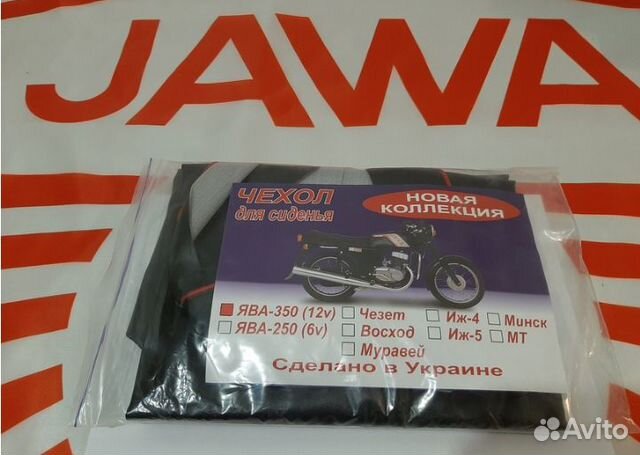 JAWA
ЧЕХОЛ
для сиденья
НОВАЯ
КОЛЛЕКЦИЯ
ЯВА-350 (12v) Чезет Иж-4 Минск
ЯВА-250 (6v) Восход Иж-5 МТ
Муравей
Сделано в Украине
Avito